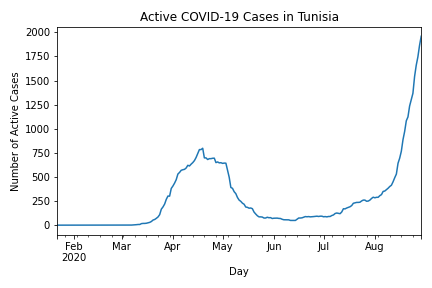 Active COVID-19 Cases in Tunisia
Number of Active Cases
2000
1750
1500
1250
1000
750
500
250
0
Feb Mar Apr May Jun Jul Aug
2020
Day